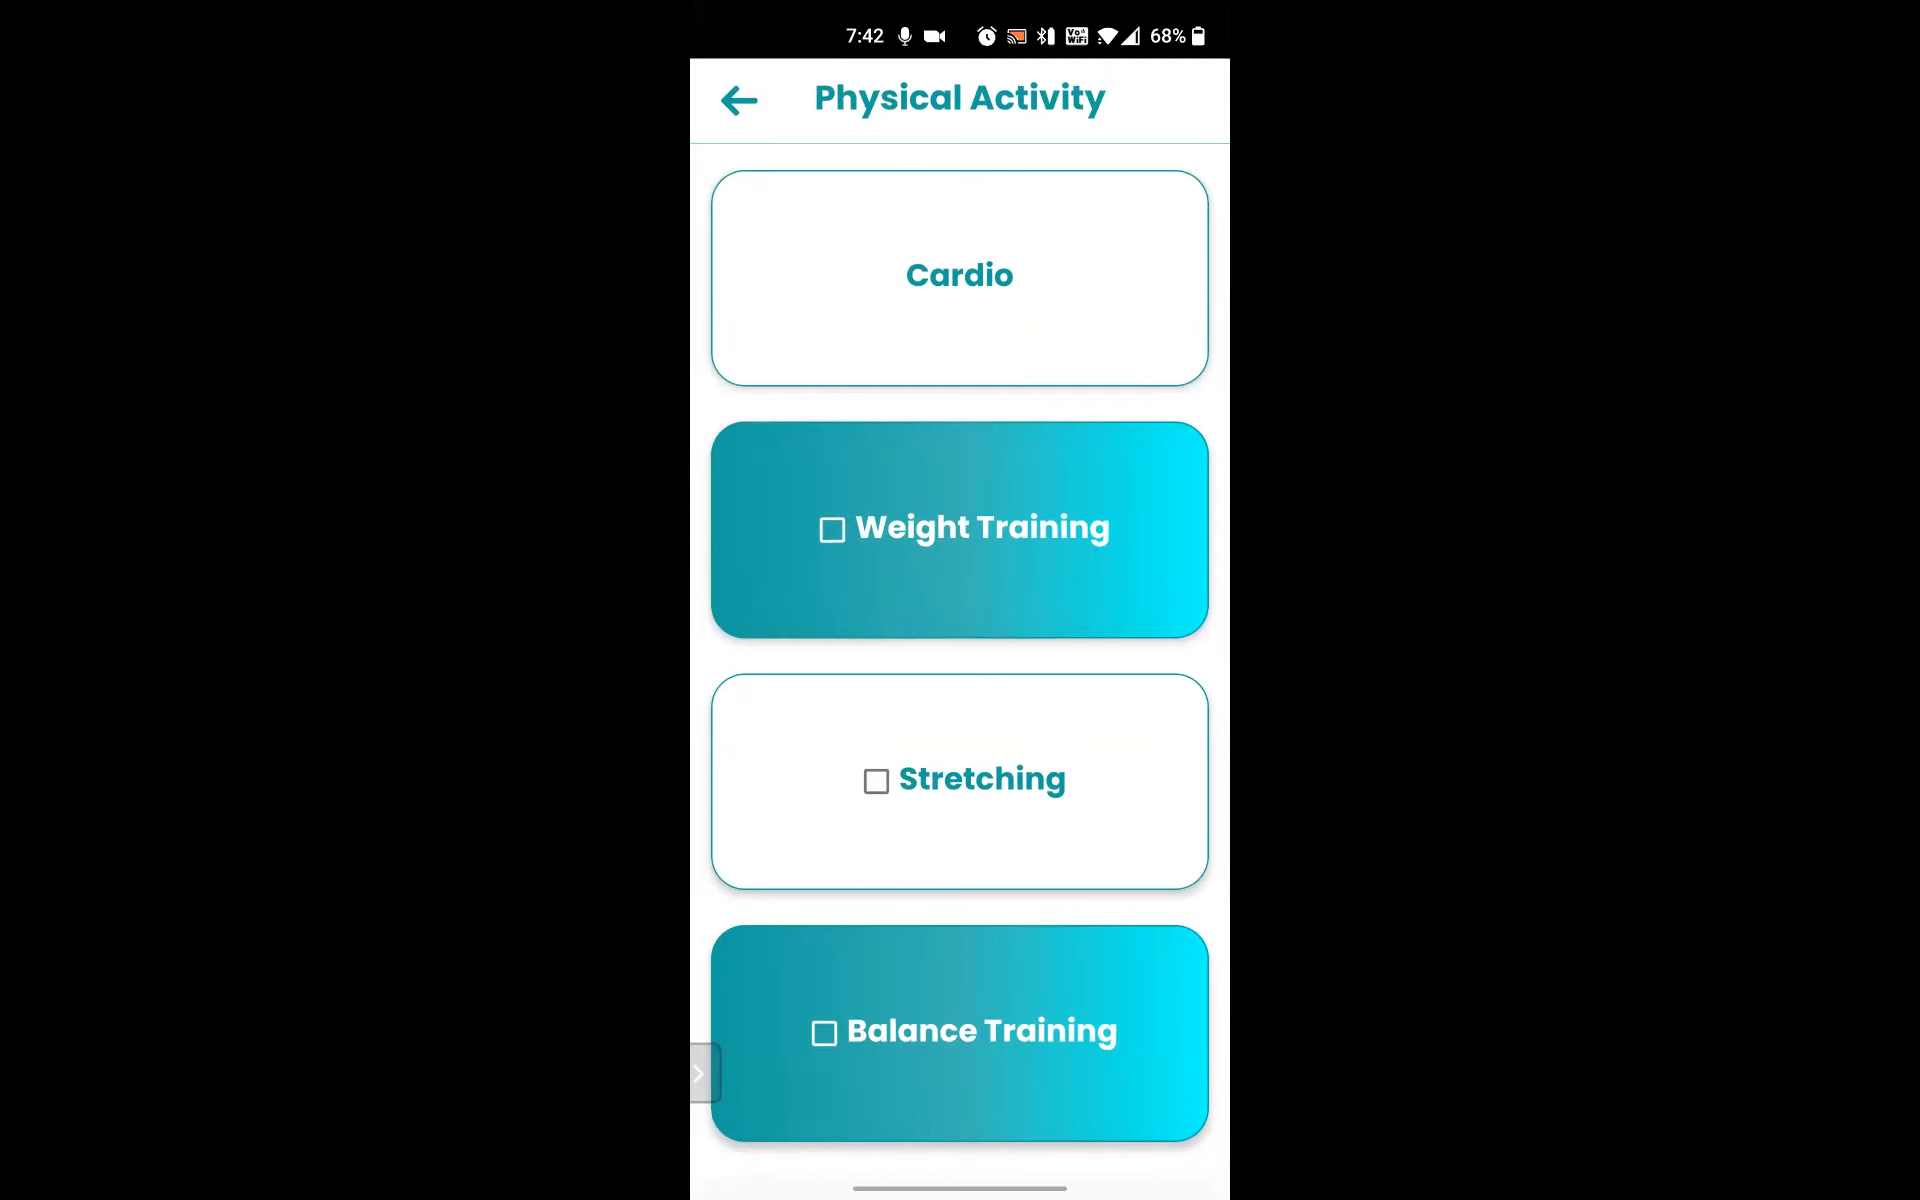 7:42 68%
Physical Activity
Cardio
Weight Training
Stretching
Balance Training